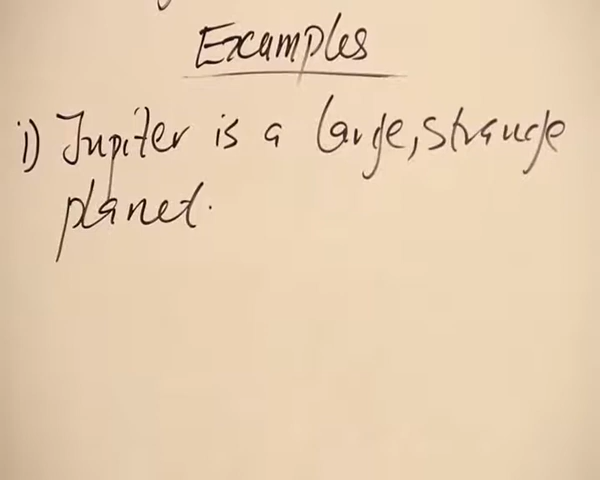 Examples
i) Jupiter is a large, strange
planet.